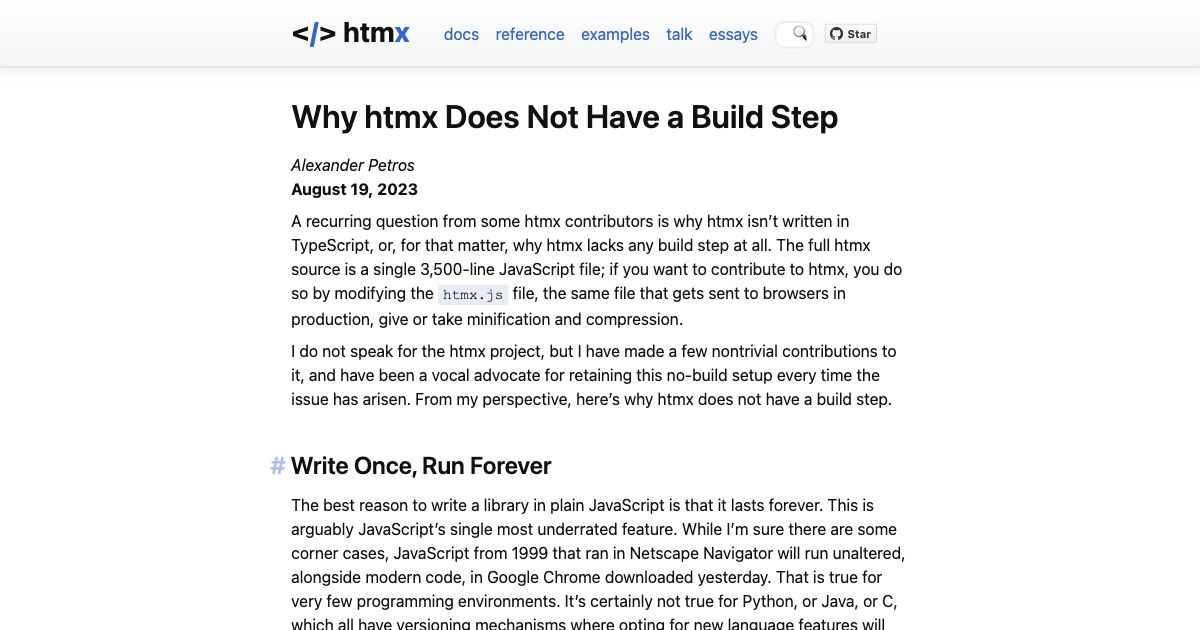 </> htmx docs reference examples talk essays Star
Why htmx Does Not Have a Build Step
Alexander Petros
August 19, 2023
A recurring question from some htmx contributors is why htmx isn’t written in
TypeScript, or, for that matter, why htmx lacks any build step at all. The full htmx
source is a single 3,500-line JavaScript file; if you want to contribute to htmx, you do
so by modifying the htmx.js file, the same file that gets sent to browsers in
production, give or take minification and compression.
I do not speak for the htmx project, but I have made a few nontrivial contributions to
it, and have been a vocal advocate for retaining this no-build setup every time the
issue has arisen. From my perspective, here’s why htmx does not have a build step.
# Write Once, Run Forever
The best reason to write a library in plain JavaScript is that it lasts forever. This is
arguably JavaScript’s single most underrated feature. While I’m sure there are some
corner cases, JavaScript from 1999 that ran in Netscape Navigator will run unaltered,
alongside modern code, in Google Chrome downloaded yesterday. That is true for
very few programming environments. It’s certainly not true for Python, or Java, or C,
which all have versioning mechanisms where opting for new language features will